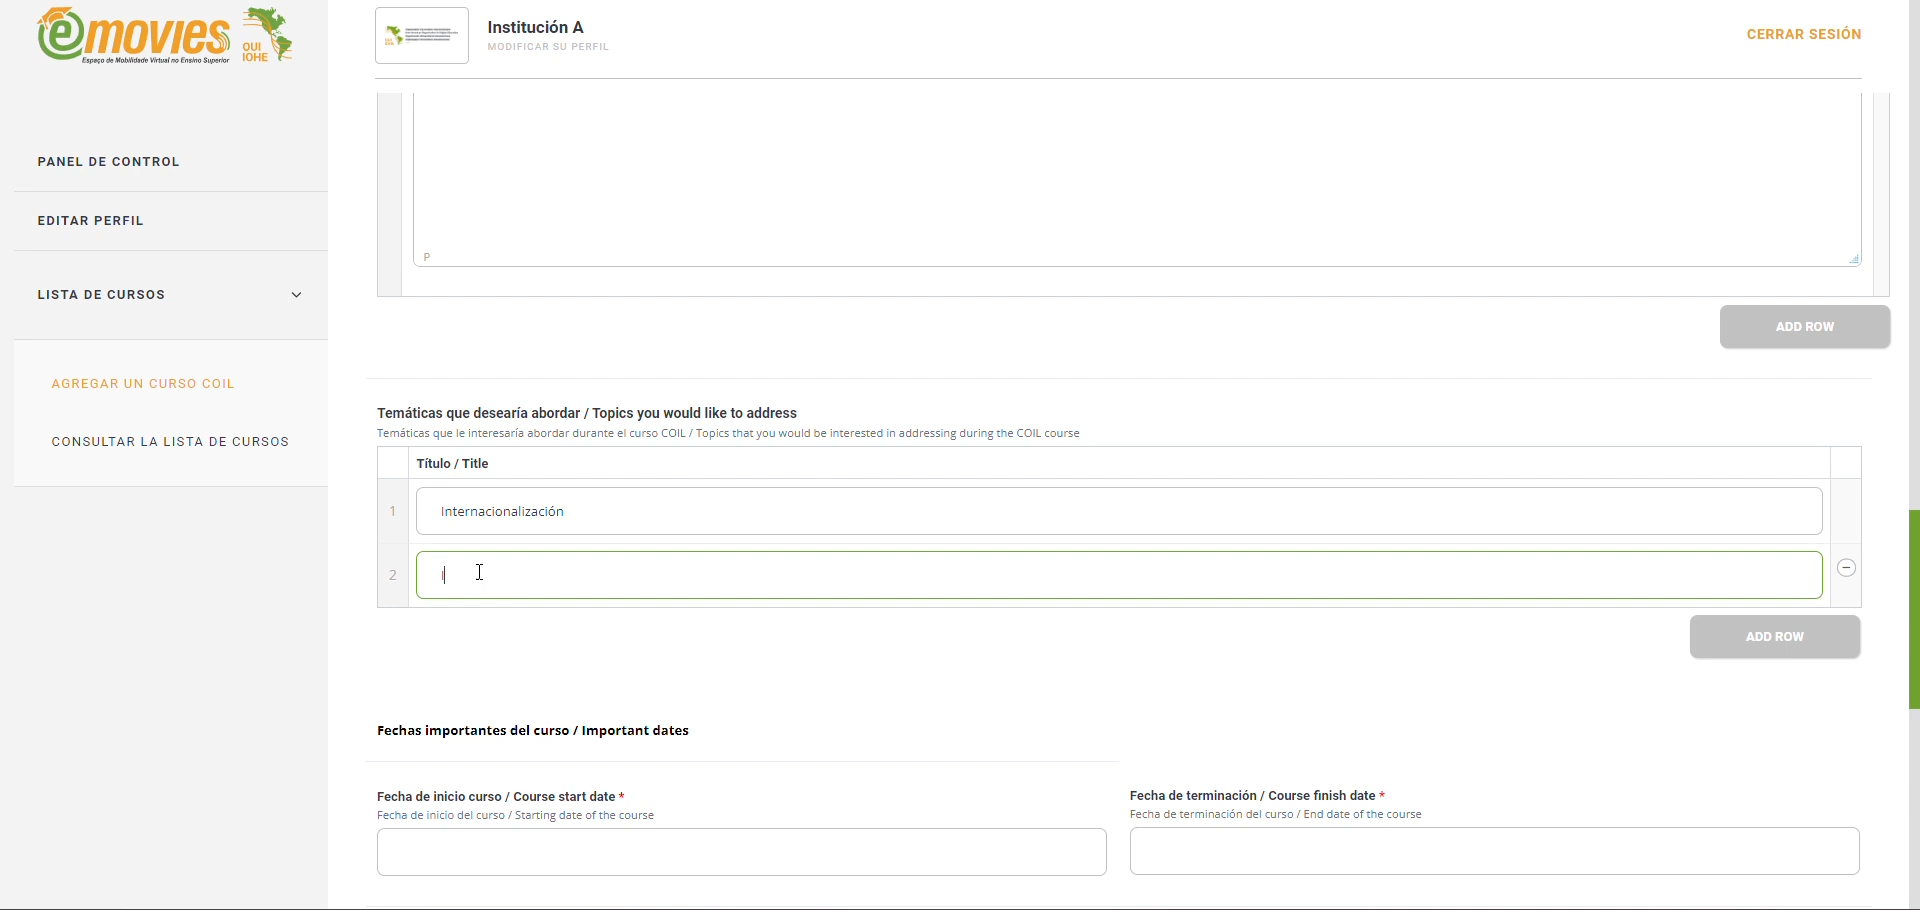 emovies
Espaço de Mobilidade Virtual no Ensino Superior
OUI
IOHE
Institución A
MODIFICAR SU PERFIL
CERRAR SESIÓN
PANEL DE CONTROL
EDITAR PERFIL
LISTA DE CURSOS
AGREGAR UN CURSO COIL
CONSULTAR LA LISTA DE CURSOS
P
ADD ROW
Temáticas que desearía abordar / Topics you would like to address
Temáticas que le interesaría abordar durante el curso COIL / Topics that you would be interested in addressing during the COIL course
Título / Title
1
Internacionalización
2
ADD ROW
Fechas importantes del curso / Important dates
Fecha de inicio curso / Course start date *
Fecha de inicio del curso / Starting date of the course
Fecha de terminación / Course finish date *
Fecha de terminación del curso / End date of the course